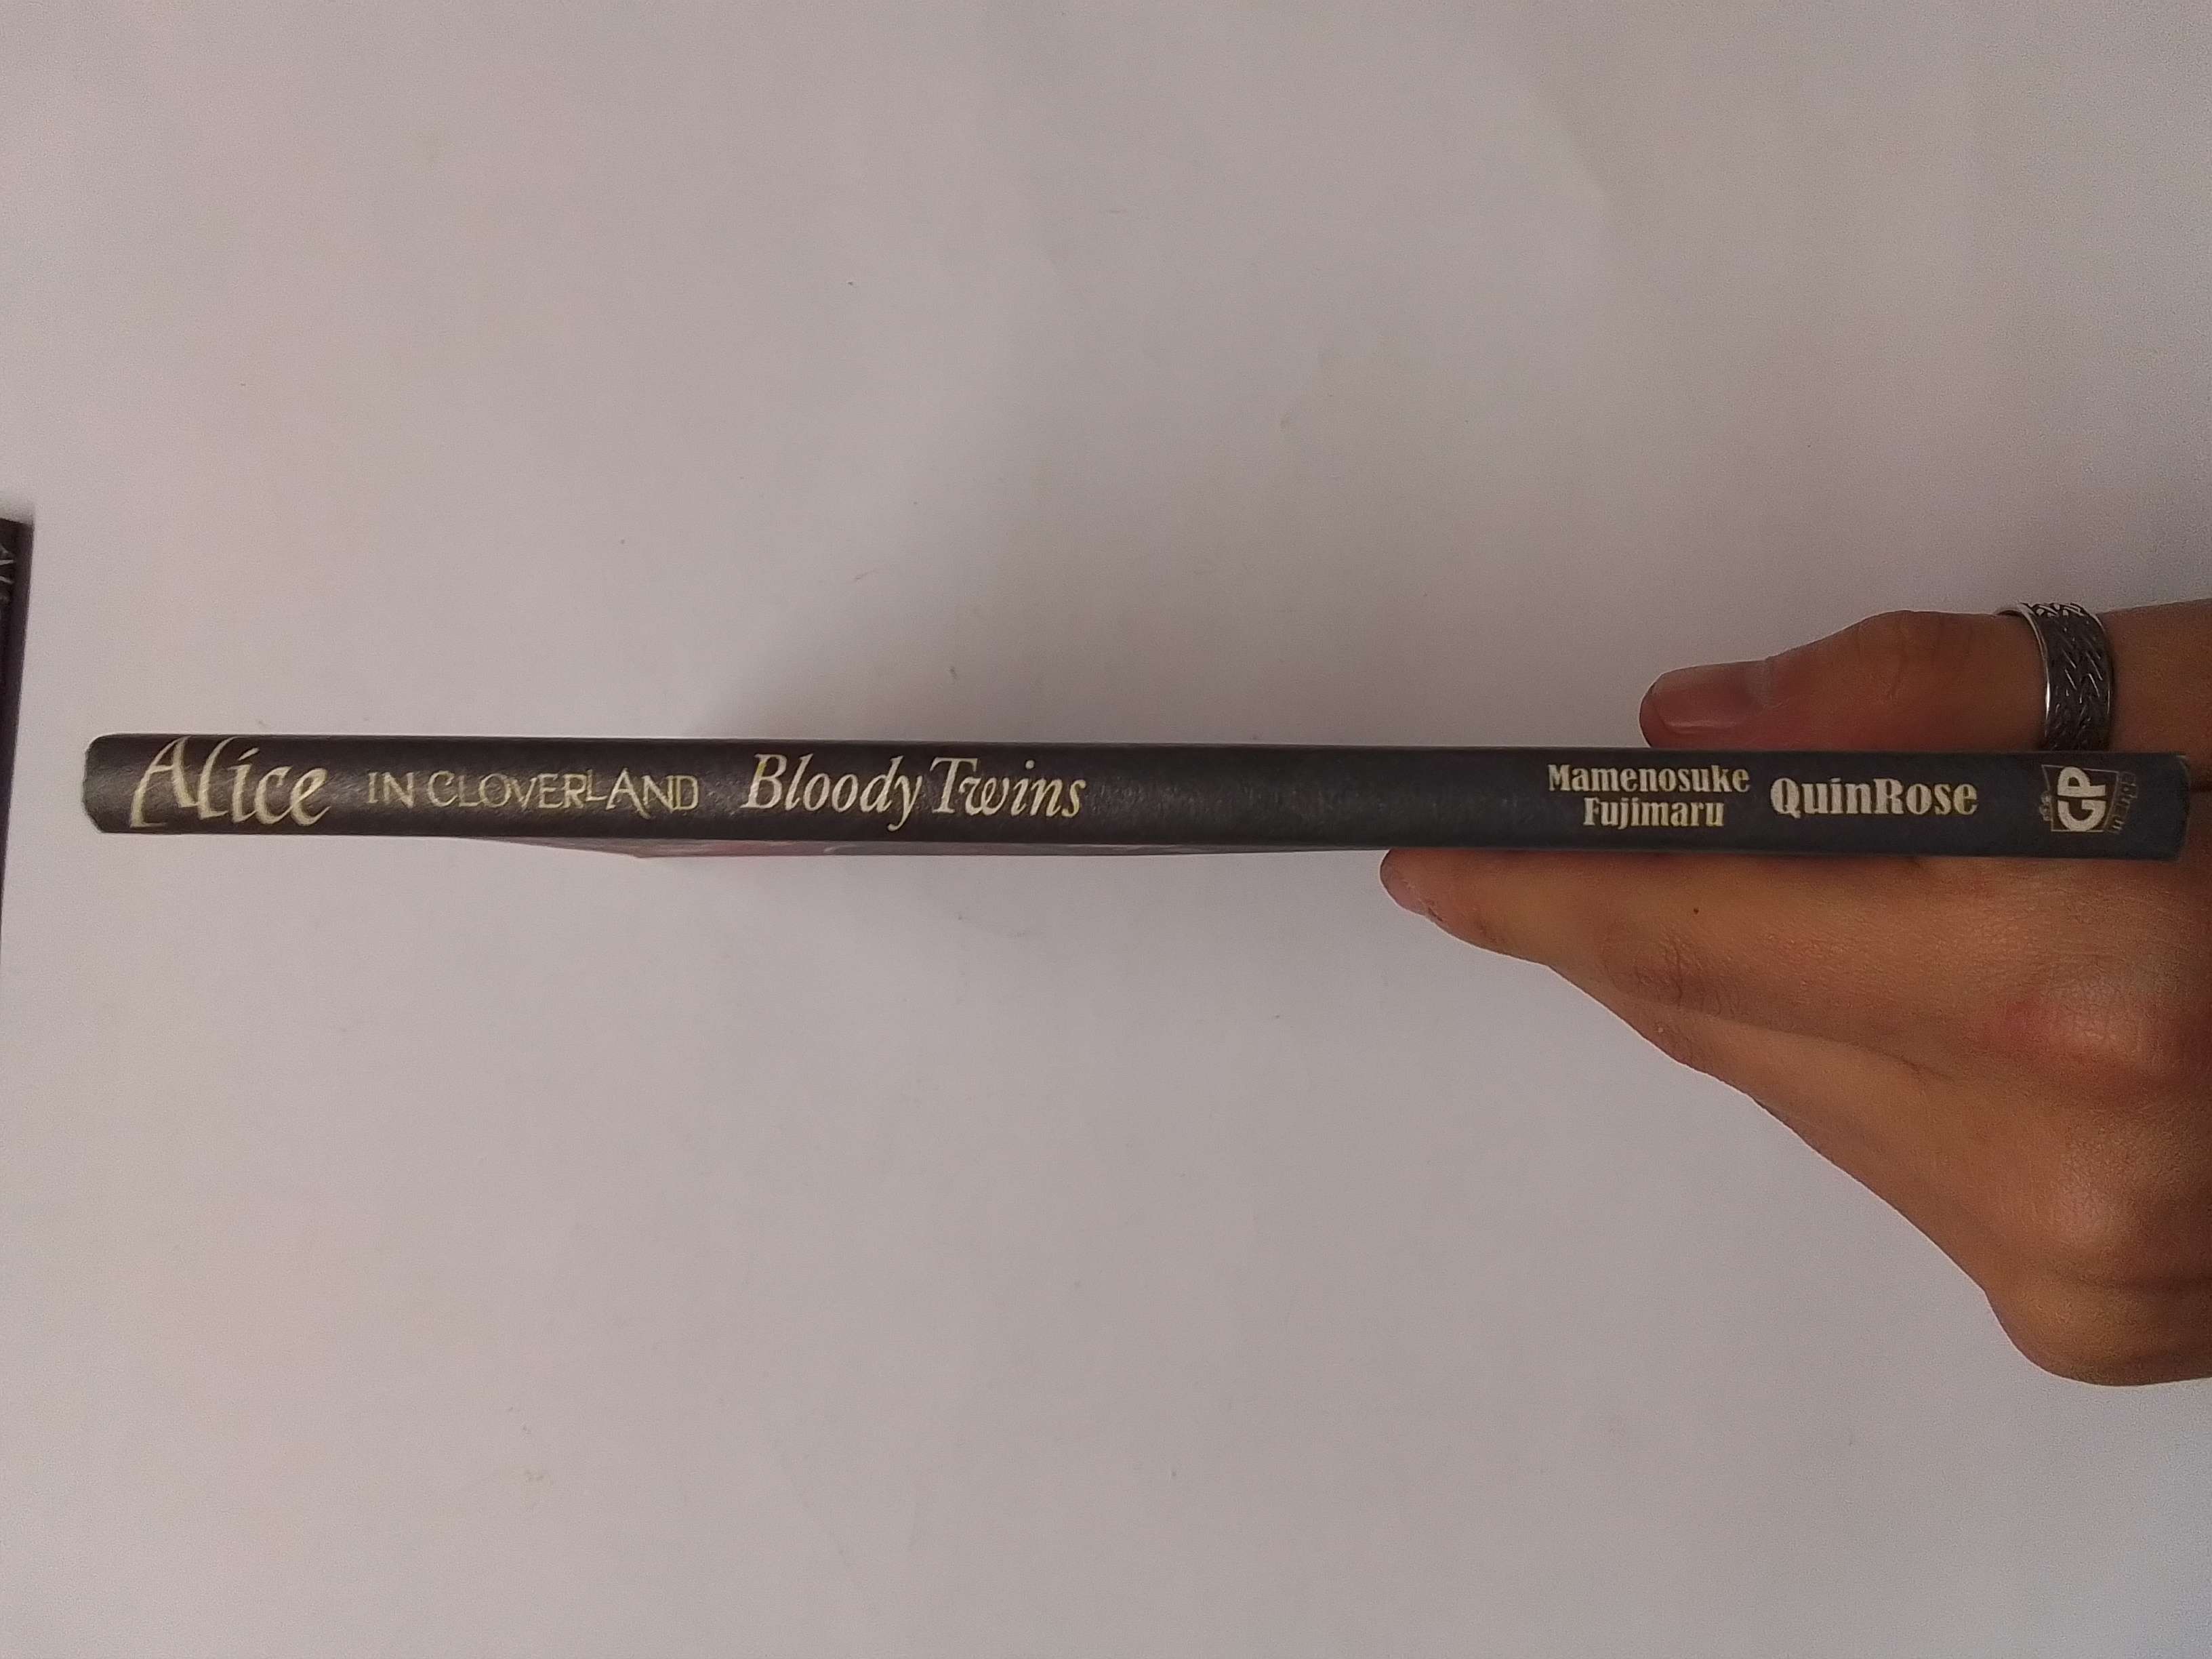 Alice IN CLOVERLAND Bloody Twins
Mamenosuke
Fujimaru
QuinRose
GP